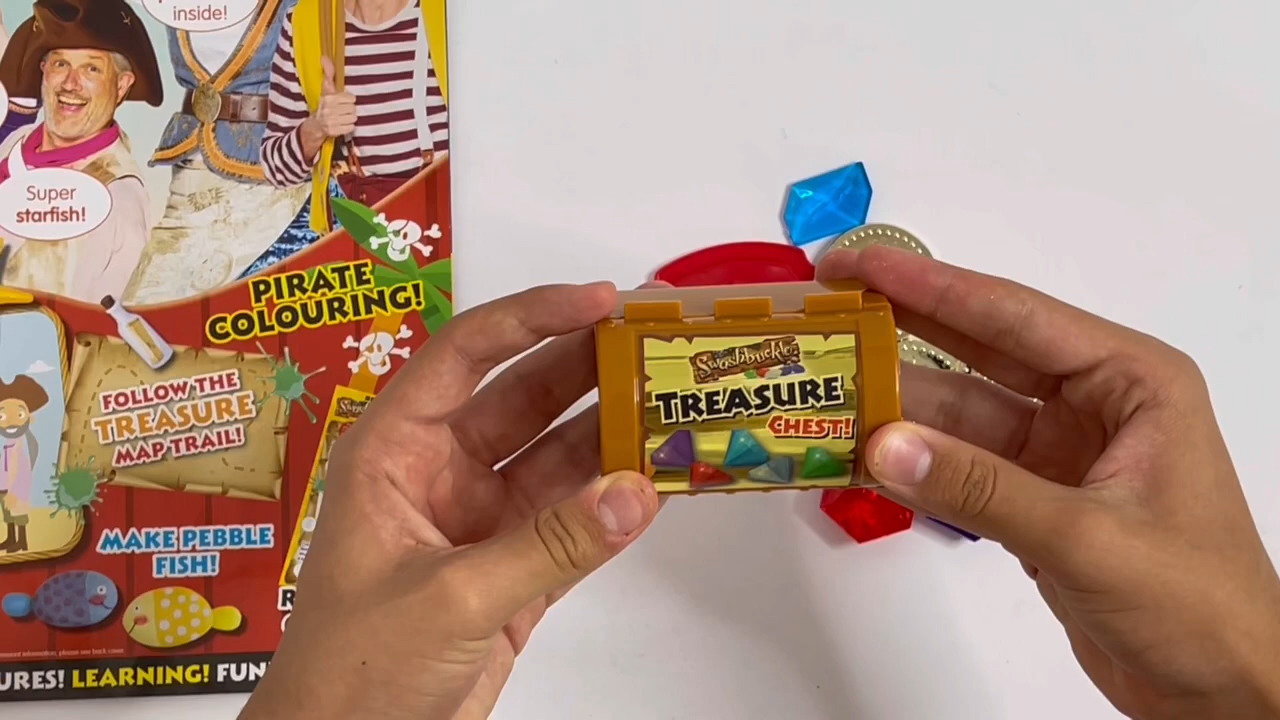 inside!
Super
starfish!
PIRATE
COLOURING!
FOLLOW THE
TREASURE
MAP TRAIL!
MAKE PEBBLE
FISH!
URES! LEARNING! FUN
Swashbuckle
TREASURE
CHEST!